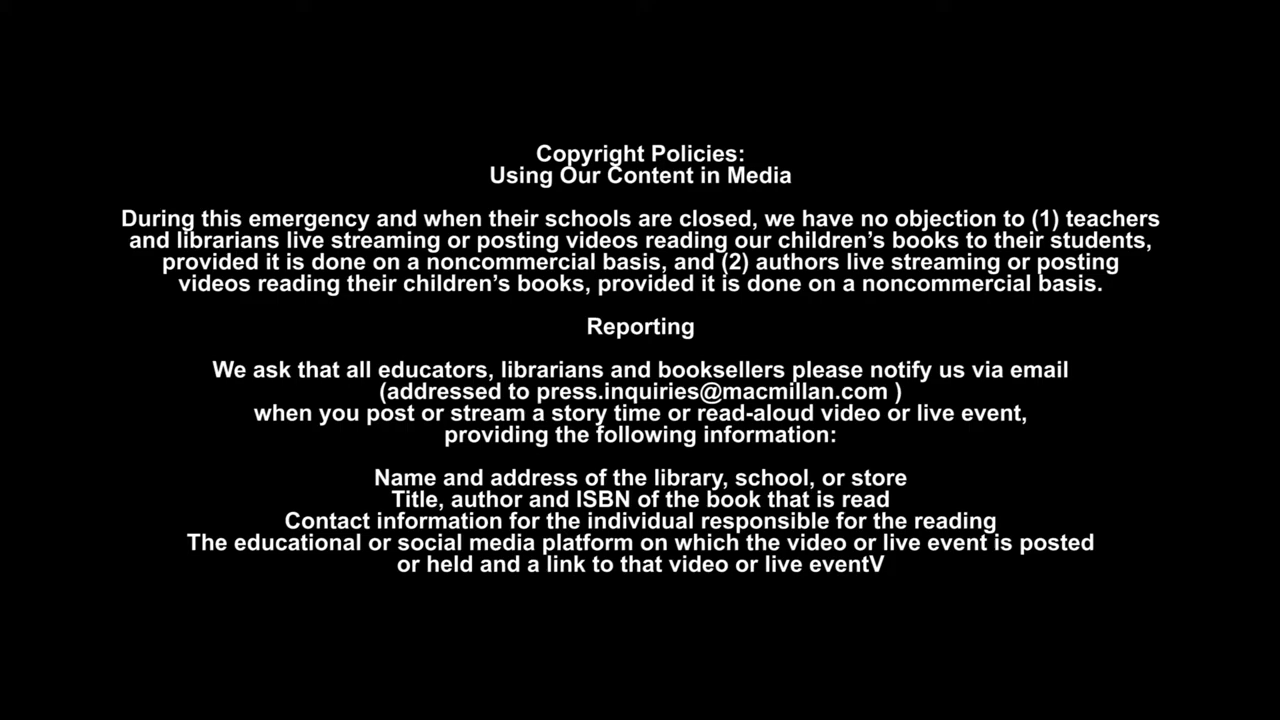 Copyright Policies:
Using Our Content in Media
During this emergency and when their schools are closed, we have no objection to (1) teachers
and librarians live streaming or posting videos reading our children’s books to their students,
provided it is done on a noncommercial basis, and (2) authors live streaming or posting
videos reading their children’s books, provided it is done on a noncommercial basis.
Reporting
We ask that all educators, librarians and booksellers please notify us via email
(addressed to press.inquiries@macmillan.com )
when you post or stream a story time or read-aloud video or live event,
providing the following information:
Name and address of the library, school, or store
Title, author and ISBN of the book that is read
Contact information for the individual responsible for the reading
The educational or social media platform on which the video or live event is posted
or held and a link to that video or live eventV